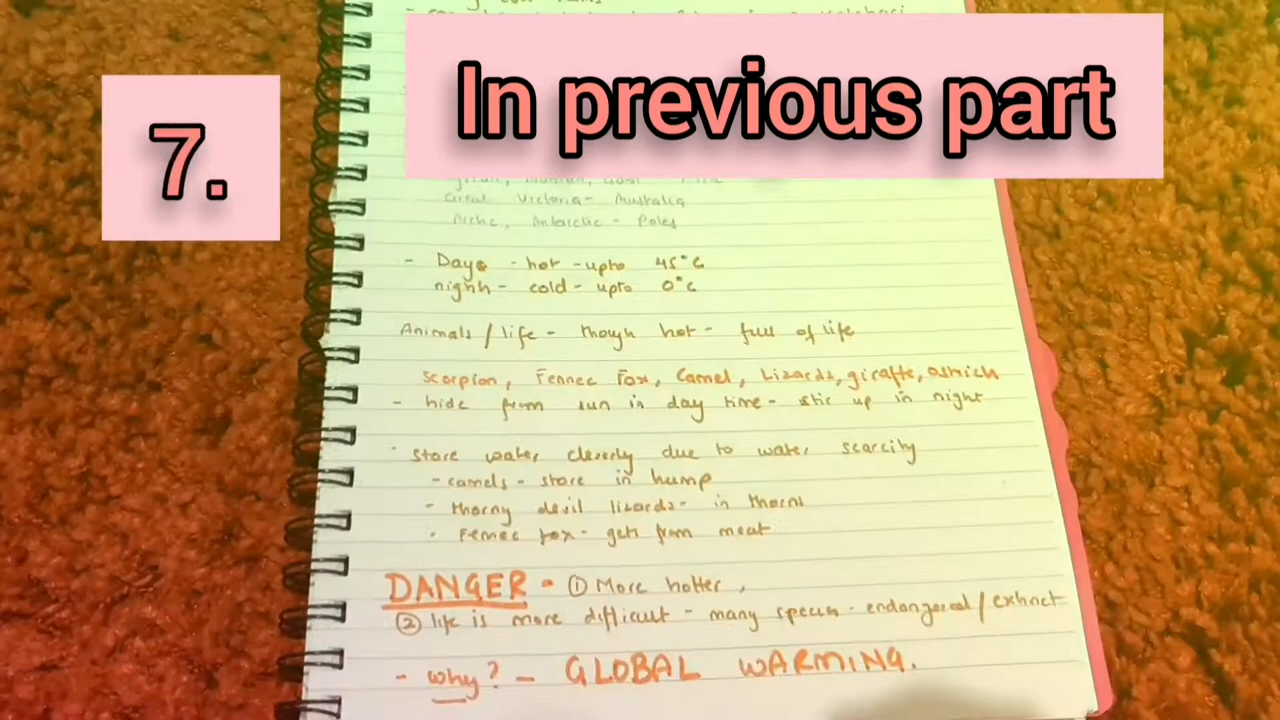 Kalahari
7.
In previous part
Great Victoria - Australia
Arctic, Antarctic - Poles
- Days - hot - upto 45°C
night - cold - upto 0°C
Animals / life - though hot - full of life
Scorpion, Fennec Fox, Camel, Lizards, giraffe, ostrich
- hide from sun in day time - stic up in night
- Store water cleverly due to water scarcity
- camels - store in hump
- thorny devil lizards - in thorns
- Fennec fox - gets from meat
DANGER - ① More hotter,
② life is more difficult - many species - endangered / extinct
- why? - GLOBAL WARMING.